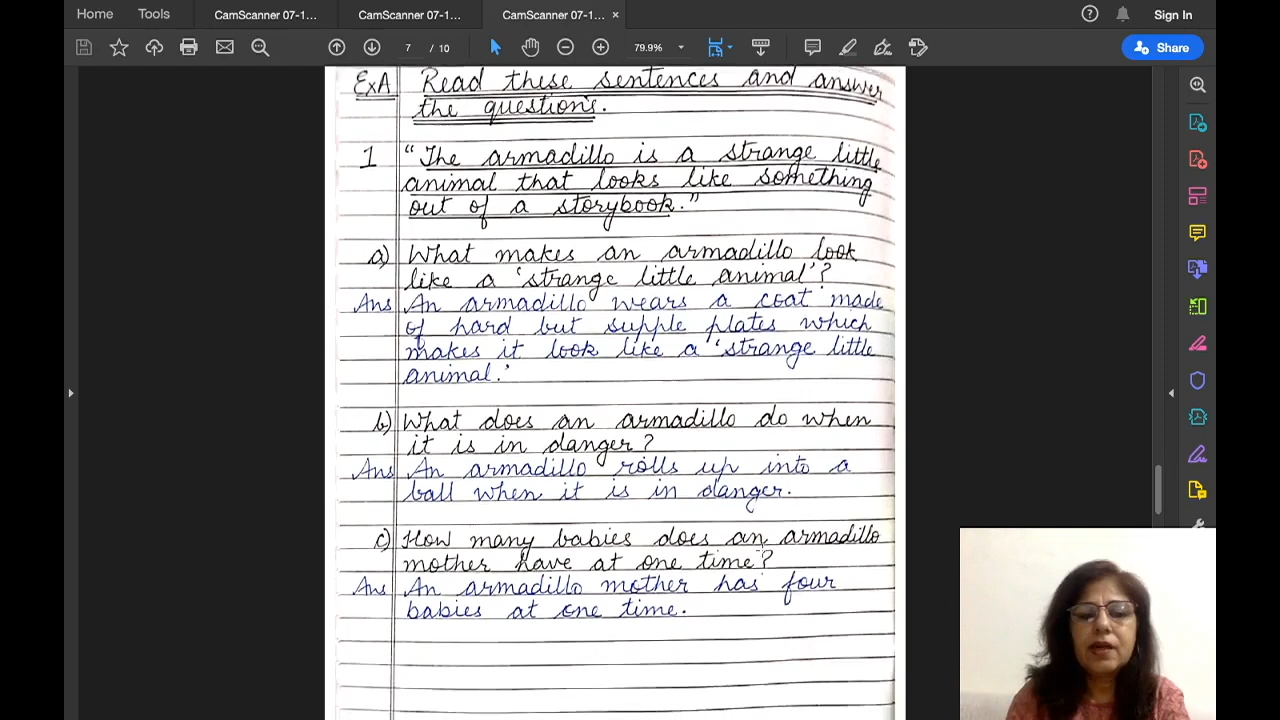 Home Tools CamScanner 07-1... CamScanner 07-1... CamScanner 07-1... × Sign In
7 / 10 79.9% Share
ExA Read these sentences and answer
the questions.
1 "The armadillo is a strange little
animal that looks like something
out of a storybook."
a) What makes an armadillo look
like a 'strange little animal'?
Ans An armadillo wears a coat made
of hard but supple plates which
makes it look like a 'strange little
animal.'
b) What does an armadillo do when
it is in danger?
Ans An armadillo rolls up into a
ball when it is in danger.
c) How many babies does an armadillo
mother have at one time?
Ans An armadillo mother has four
babies at one time.